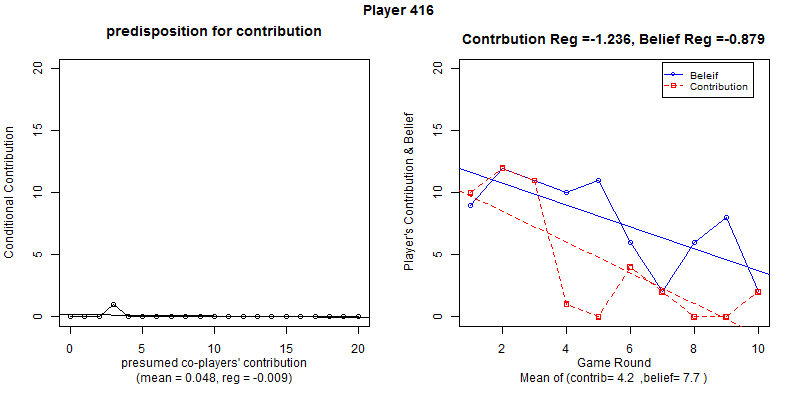 Player 416
predisposition for contribution
Conditional Contribution
20
15
10
5
0
0 5 10 15 20
presumed co-players' contribution
(mean = 0.048, reg = -0.009)
Contrbution Reg =-1.236, Belief Reg =-0.879
Player's Contribution & Belief
20
15
10
5
0
Beleif
Contribution
2 4 6 8 10
Game Round
Mean of (contrib= 4.2 ,belief= 7.7 )